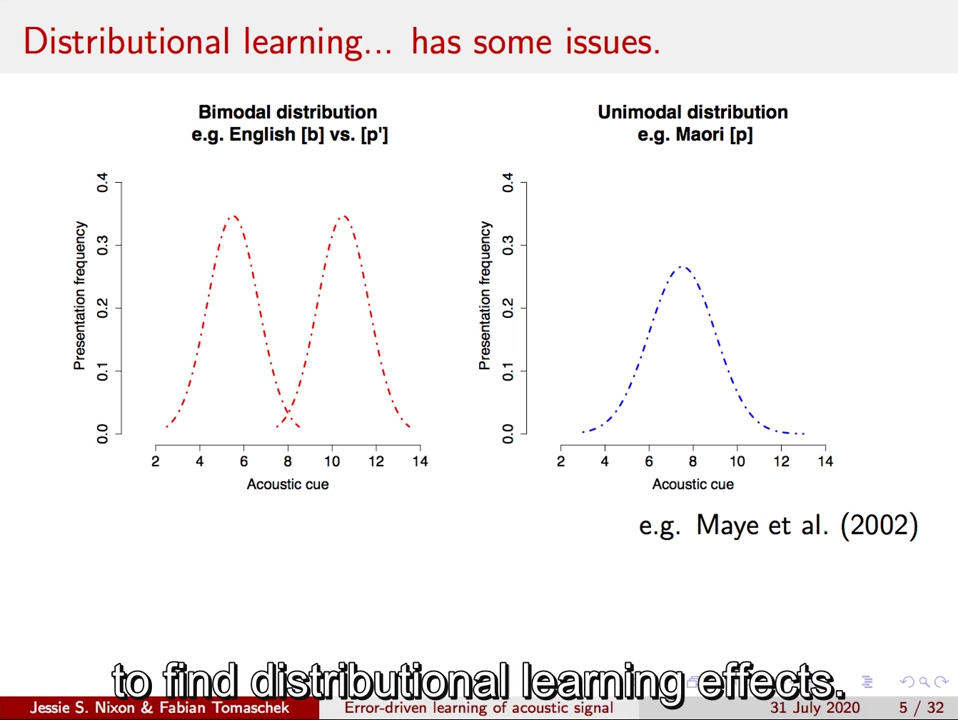 Distributional learning... has some issues.
Bimodal distribution
e.g. English [b] vs. [p']
Presentation frequency
0.0 0.1 0.2 0.3 0.4
2 4 6 8 10 12 14
Acoustic cue
Unimodal distribution
e.g. Maori [p]
Presentation frequency
0.0 0.1 0.2 0.3 0.4
2 4 6 8 10 12 14
Acoustic cue
e.g. Maye et al. (2002)
to find distributional learning effects.
Jessie S. Nixon & Fabian Tomaschek Error-driven learning of acoustic signal 31 July 2020 5 / 32